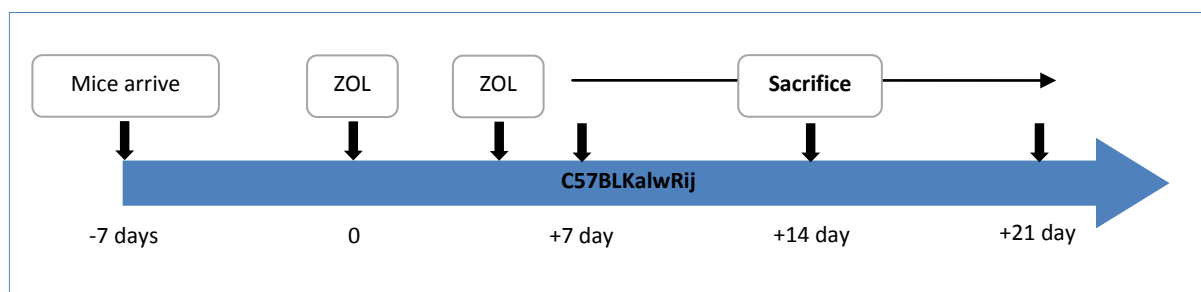 Mice arrive
ZOL
ZOL
Sacrifice
C57BLKalwRij
-7 days
0
+7 day
+14 day
+21 day